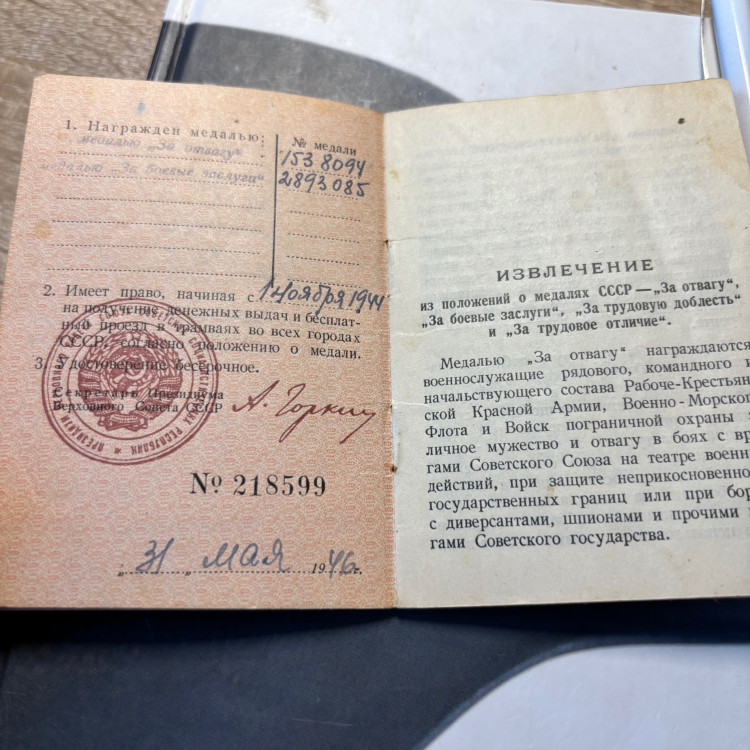 1. Награжден медалью:
№ медали
медалью „За отвагу“
1538094
медалью „За боевые заслуги“
2893085
2. Имеет право, начиная с 1 ноября 1944
на получение денежных выдач и бесплат-
ный проезд в трамваях во всех городах
СССР, согласно положению о медали.
3. Удостоверение бессрочное.
Секретарь Президиума
Верховного Совета СССР
А. Горкин
№ 218599
„ 31 „ МАЯ 1946 г.
ИЗВЛЕЧЕНИЕ
из положений о медалях СССР — „За отвагу“,
„За боевые заслуги“, „За трудовую доблесть“
и „За трудовое отличие“.
Медалью „За отвагу“ награждаются
военнослужащие рядового, командного и
начальствующего состава Рабоче-Крестьян
ской Красной Армии, Военно-Морског
Флота и Войск пограничной охраны з
личное мужество и отвагу в боях с вр
гами Советского Союза на театре военн
действий, при защите неприкосновенно
государственных границ или при бор
с диверсантами, шпионами и прочими
гами Советского государства.